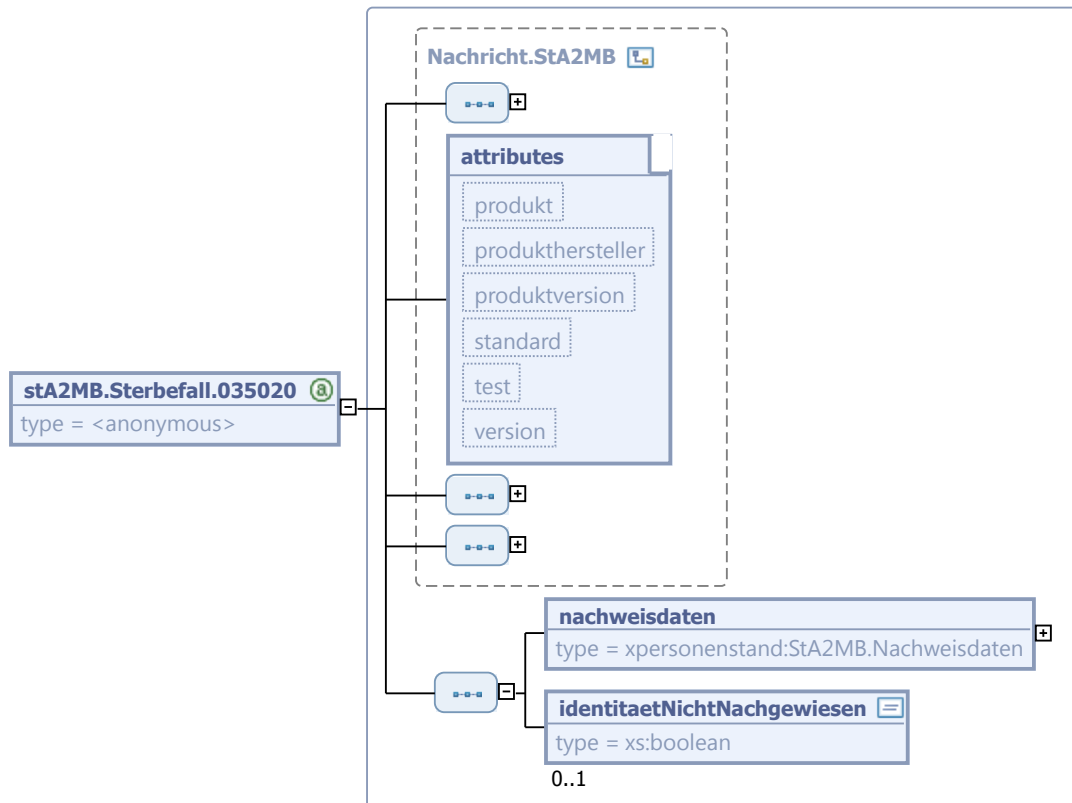 Nachricht.StA2MB
attributes
produkt
produkthersteller
produktversion
standard
test
version
stA2MB.Sterbefall.035020 @
type = <anonymous>
nachweisdaten
type = xpersonenstand:StA2MB.Nachweisdaten
identitaetNichtNachgewiesen
type = xs:boolean
0..1